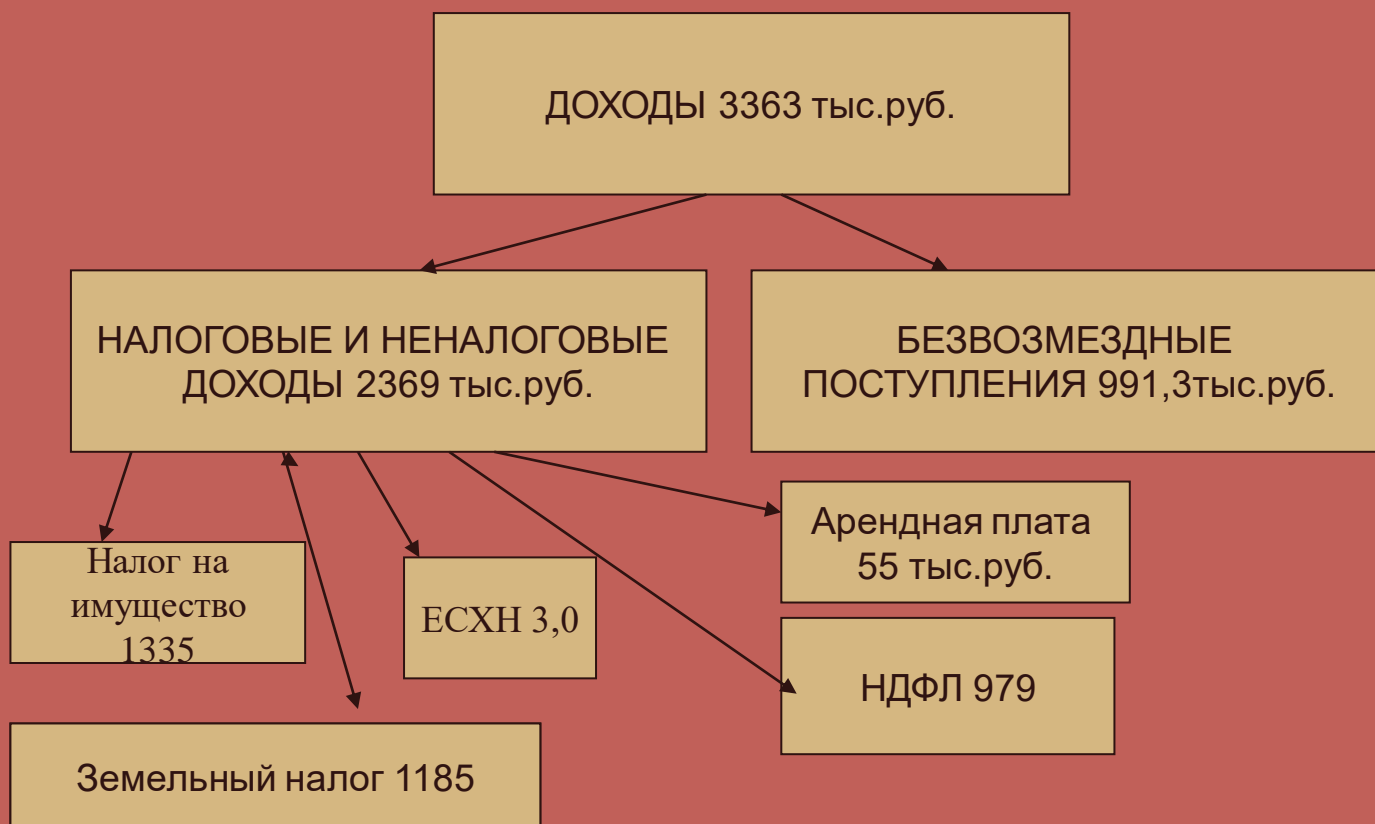 ДОХОДЫ 3363 тыс.руб.
НАЛОГОВЫЕ И НЕНАЛОГОВЫЕ
ДОХОДЫ 2369 тыс.руб.
БЕЗВОЗМЕЗДНЫЕ
ПОСТУПЛЕНИЯ 991,3тыс.руб.
Арендная плата
55 тыс.руб.
Налог на
имущество
1335
ЕСХН 3,0
НДФЛ 979
Земельный налог 1185